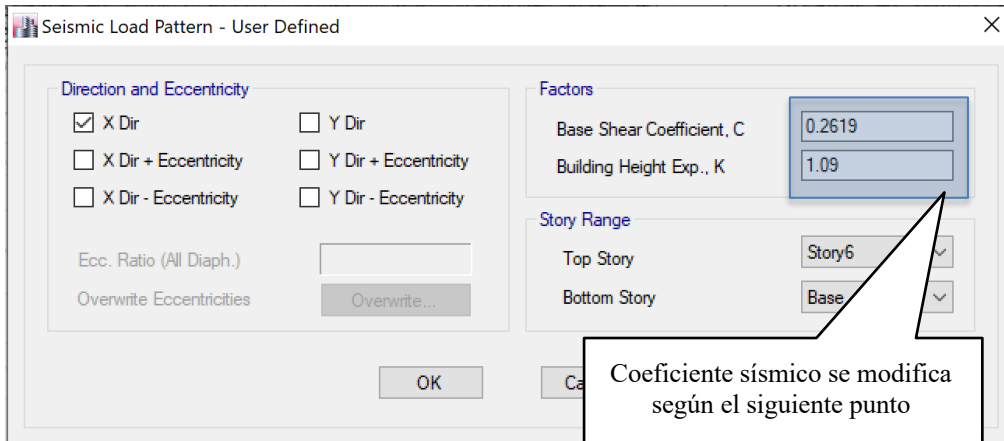 Seismic Load Pattern - User Defined
Direction and Eccentricity
X Dir
Y Dir
X Dir + Eccentricity
Y Dir + Eccentricity
X Dir - Eccentricity
Y Dir - Eccentricity
Ecc. Ratio (All Diaph.)
Overwrite Eccentricities
Overwrite...
Factors
Base Shear Coefficient, C
0.2619
Building Height Exp., K
1.09
Story Range
Top Story
Story6
Bottom Story
Base
OK
Ca
Coeficiente sísmico se modifica
según el siguiente punto